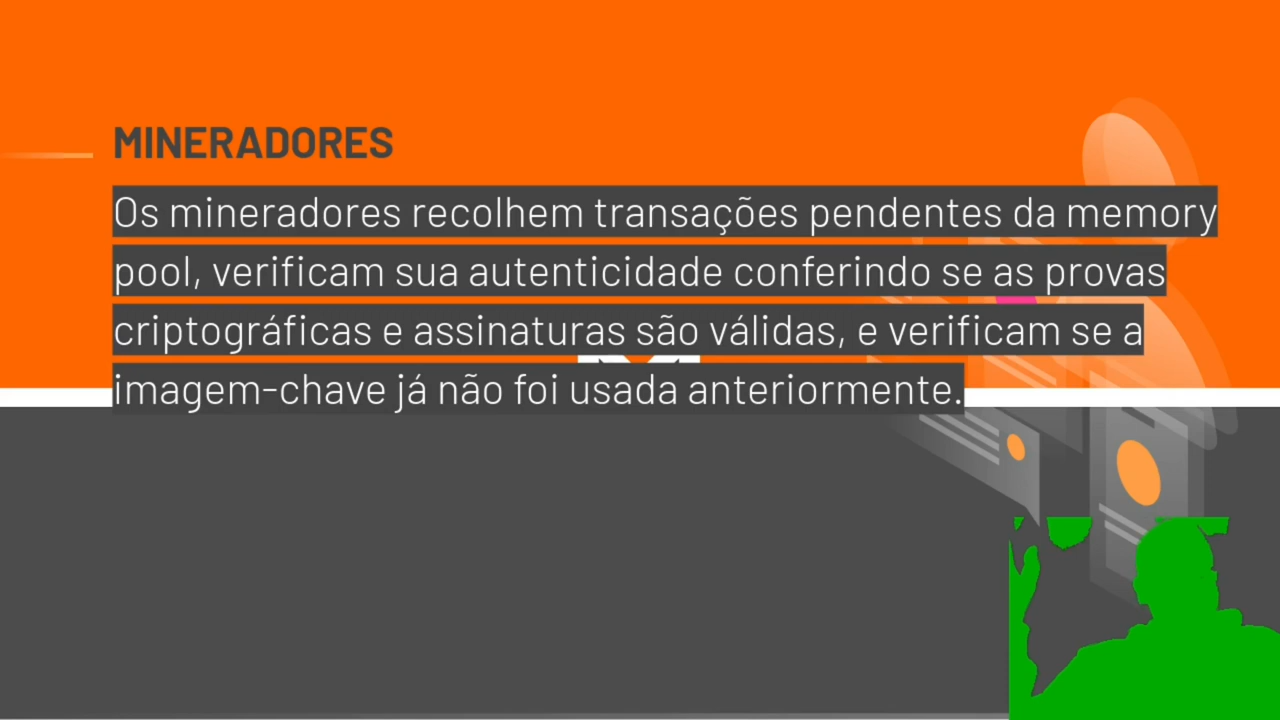 MINERADORES
Os mineradores recolhem transações pendentes da memory
pool, verificam sua autenticidade conferindo se as provas
criptográficas e assinaturas são válidas, e verificam se a
imagem-chave já não foi usada anteriormente.